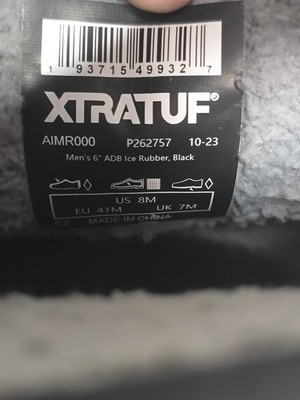 1 93715 49932 7
XTRATUF®
AIMR000 P262757 10-23
Men's 6" ADB Ice Rubber, Black
US 8M
EU 41M UK 7M
CZ MADE IN CHINA